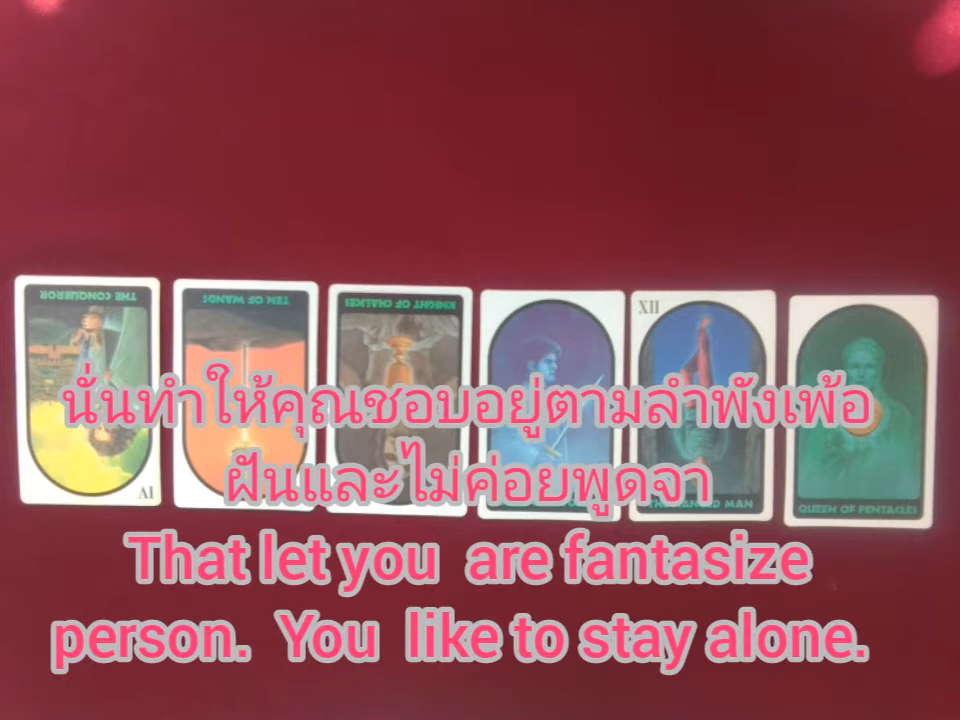 THE CONQUEROR
TEN OF WANDS
KNIGHT OF CHALICES
XII
นั่นทำให้คุณชอบอยู่ตามลำพังเพ้อ
ฝันและไม่ค่อยพูดจา
IV
MAN
QUEEN OF PENTACLES
That let you are fantasize
person. You like to stay alone.